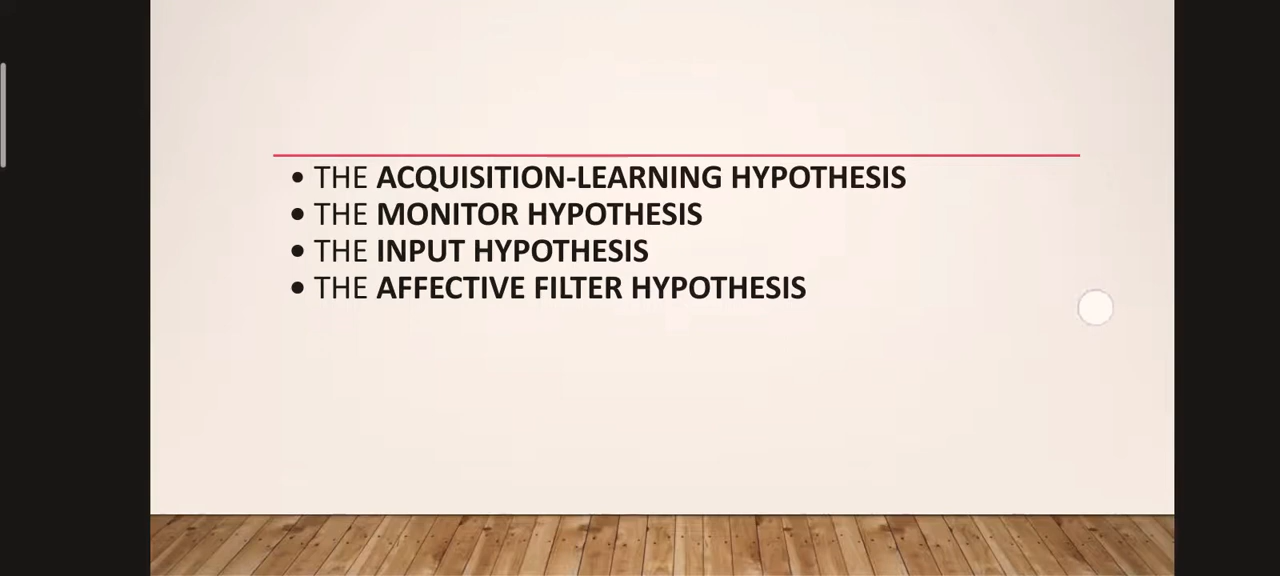 • THE ACQUISITION-LEARNING HYPOTHESIS
• THE MONITOR HYPOTHESIS
• THE INPUT HYPOTHESIS
• THE AFFECTIVE FILTER HYPOTHESIS